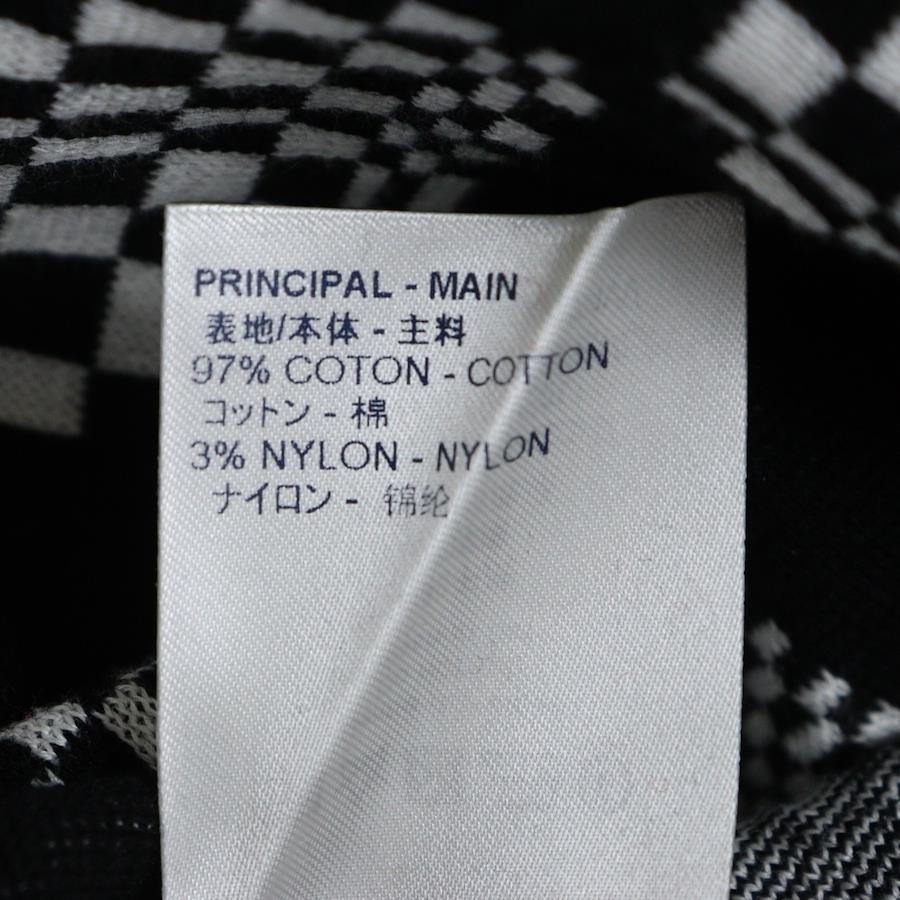 PRINCIPAL - MAIN
表地/本体 - 主料
97% COTON - COTTON
コットン - 棉
3% NYLON - NYLON
ナイロン - 锦纶